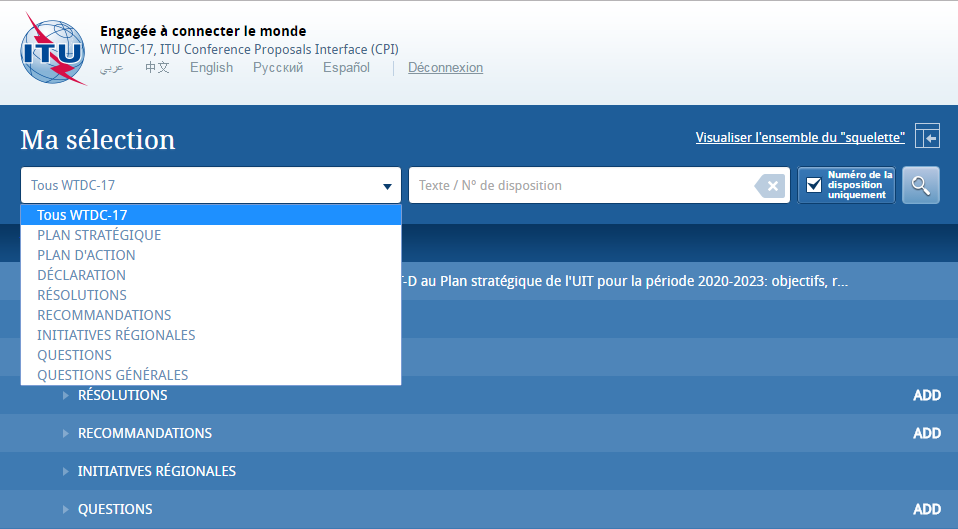 ITU
Engagée à connecter le monde
WTDC-17, ITU Conference Proposals Interface (CPI)
عربي 中文 English Русский Español Déconnexion
Ma sélection
Visualiser l'ensemble du "squelette"
Tous WTDC-17
Texte / N° de disposition
Numéro de la
disposition
uniquement
Tous WTDC-17
PLAN STRATÉGIQUE
PLAN D'ACTION
DÉCLARATION
RÉSOLUTIONS
RECOMMANDATIONS
INITIATIVES RÉGIONALES
QUESTIONS
QUESTIONS GÉNÉRALES
T-D au Plan stratégique de l'UIT pour la période 2020-2023: objectifs, r...
RÉSOLUTIONS ADD
RECOMMANDATIONS ADD
INITIATIVES RÉGIONALES
QUESTIONS ADD